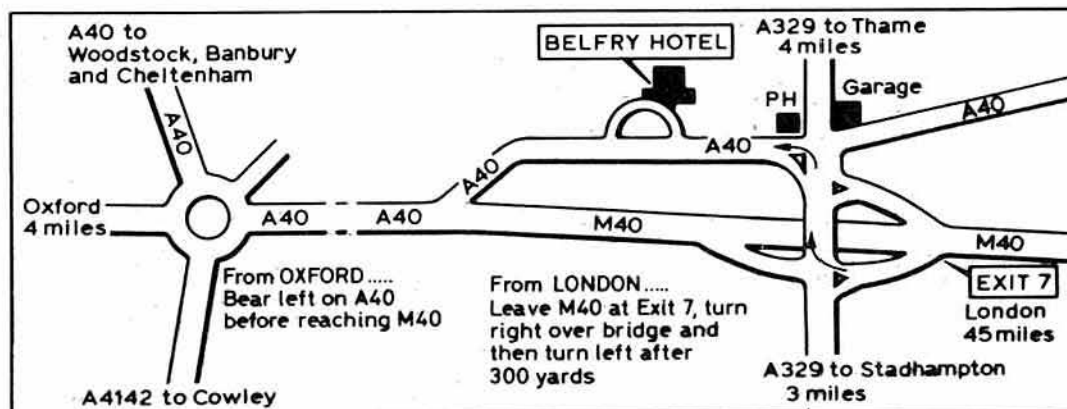 A40 to
Woodstock, Banbury
and Cheltenham
BELFRY HOTEL
A329 to Thame
4 miles
PH
Garage
A40
A40
A40
A40
Oxford
4 miles
A40
A40
M40
M40
From OXFORD.....
Bear left on A40
before reaching M40
From LONDON.....
Leave M40 at Exit 7, turn
right over bridge and
then turn left after
300 yards
EXIT 7
London
45 miles
A4142 to Cowley
A329 to Stadhampton
3 miles